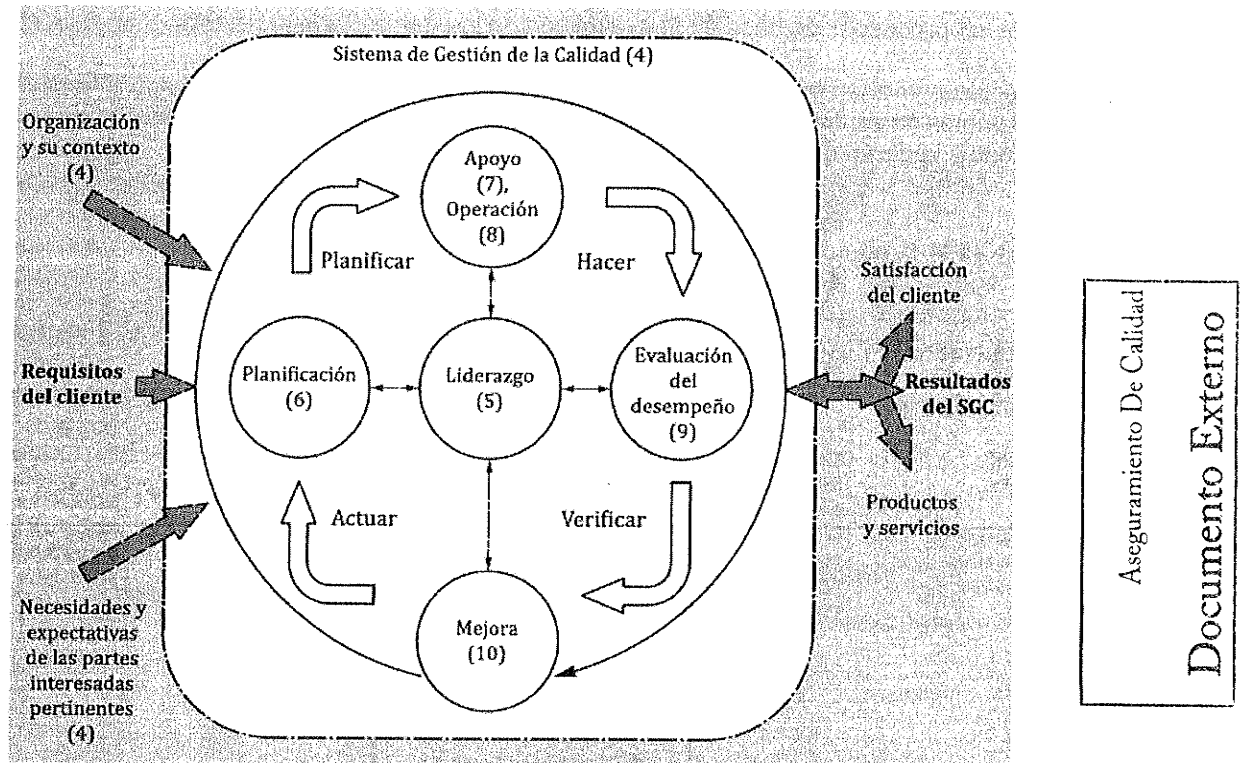 Sistema de Gestión de la Calidad (4)
Organización
y su contexto
(4)
Apoyo
(7),
Operación
(8)
Planificar
Hacer
Satisfacción
del cliente
Requisitos
del cliente
Planificación
(6)
Liderazgo
(5)
Evaluación
del
desempeño
(9)
Resultados
del SGC
Actuar
Verificar
Productos
y servicios
Necesidades y
expectativas
de las partes
interesadas
pertinentes
(4)
Mejora
(10)
Aseguramiento De Calidad
Documento Externo